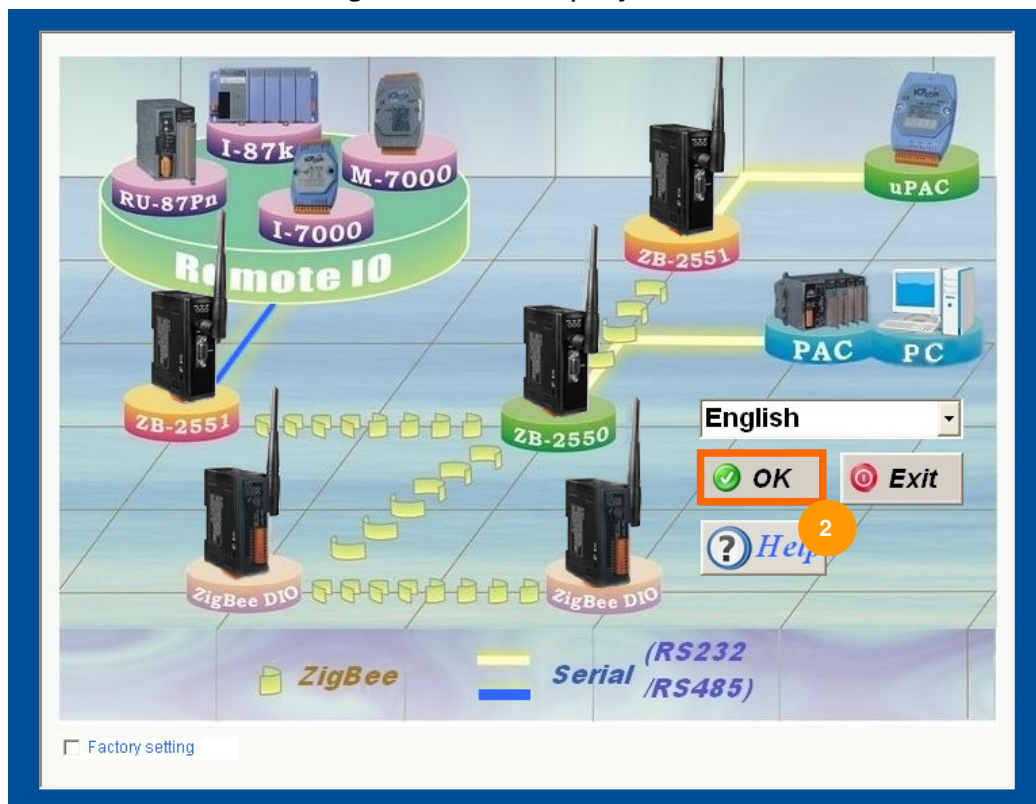 I-87k
M-7000
RU-87Pn
I-7000
Remote IO
uPAC
ZB-2551
PAC
PC
ZB-2551
ZB-2550
English
OK
Exit
2
Help
ZigBee DIO
ZigBee DIO
ZigBee
Serial
(RS232
/RS485)
Factory setting